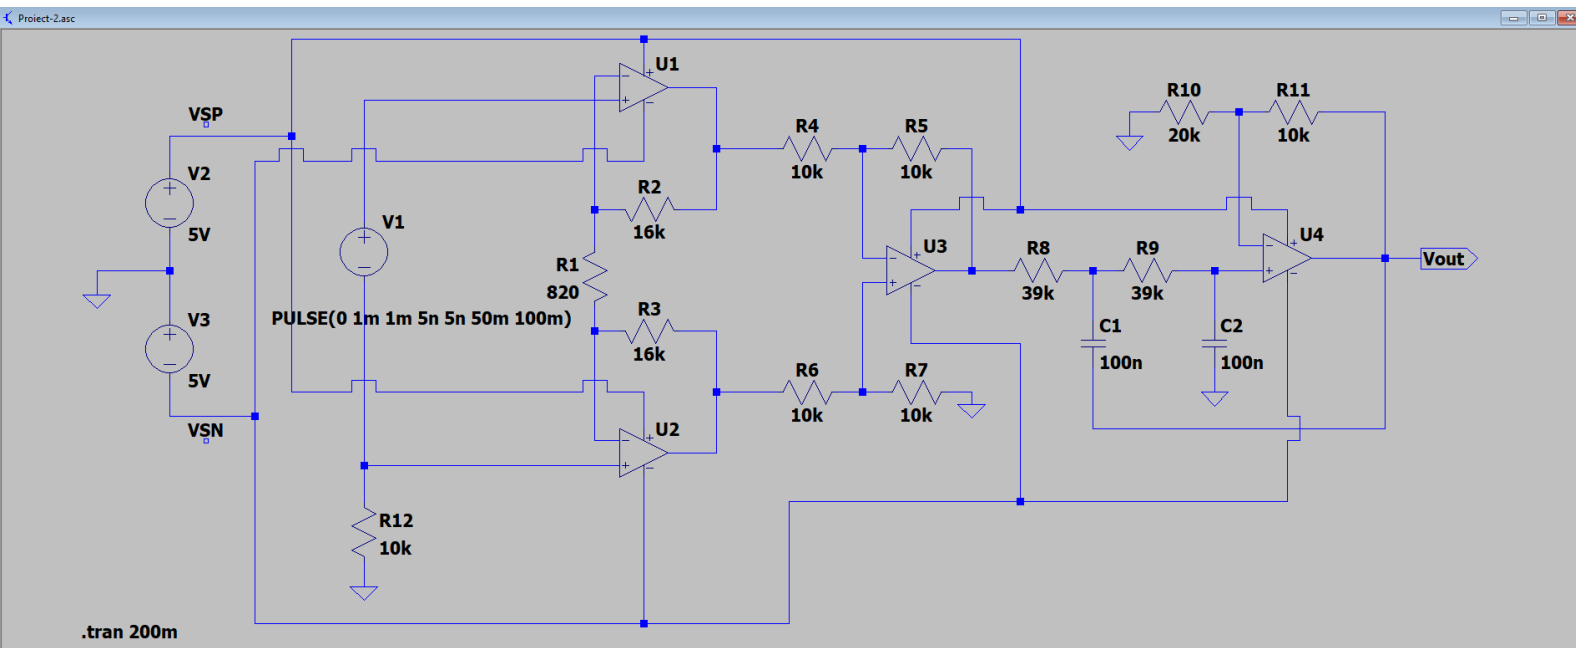 Proiect-2.asc
VSP
V2
5V
V3
5V
VSN
V1
PULSE(0 1m 1m 5n 5n 50m 100m)
R12
10k
U1
R2
16k
R1
820
R3
16k
U2
R4
10k
R5
10k
R6
10k
R7
10k
U3
R8
39k
R9
39k
C1
100n
C2
100n
R10
20k
R11
10k
U4
Vout
.tran 200m